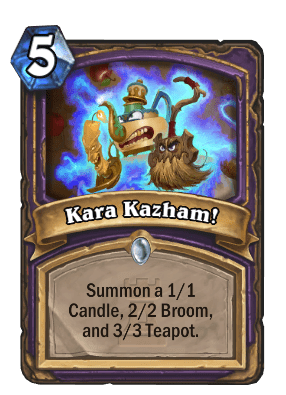 5
Kara Kazham!
Summon a 1/1
Candle, 2/2 Broom,
and 3/3 Teapot.